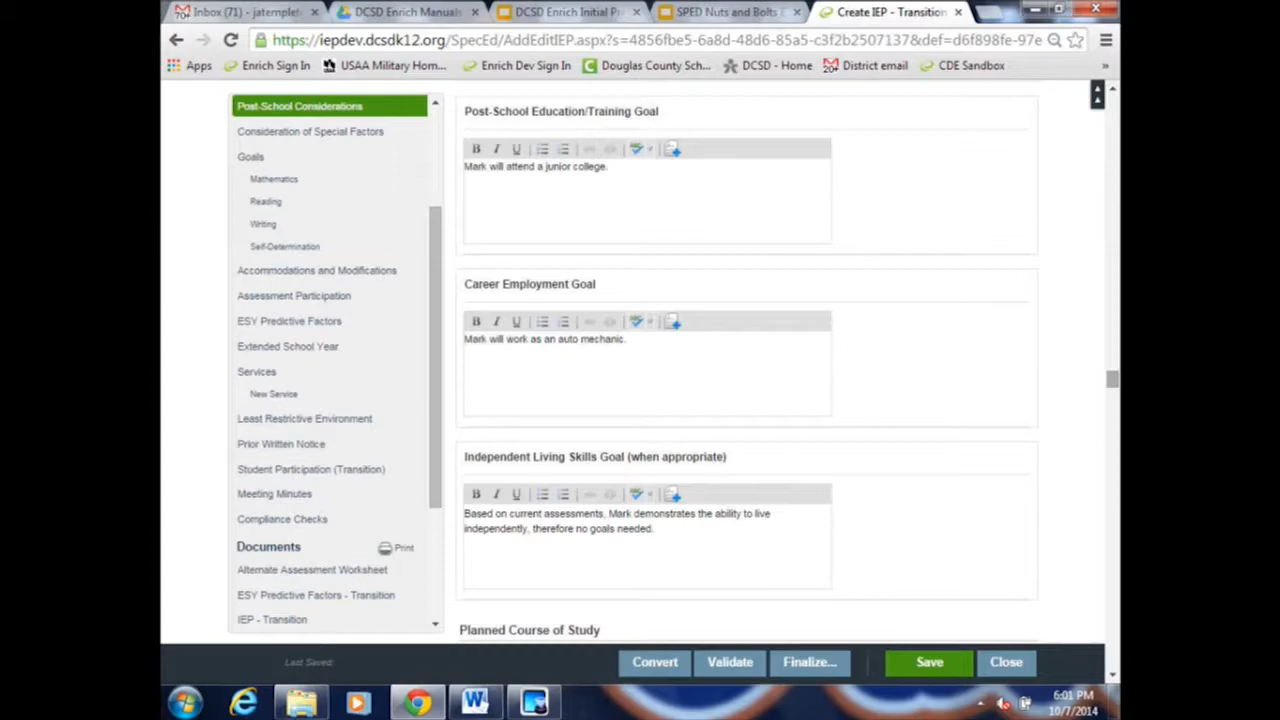 Inbox (71) - jatemplet
DCSD Enrich Manuals
DCSD Enrich Initial Pr
SPED Nuts and Bolts
Create IEP - Transition
https://iepdev.dcsdk12.org/SpecEd/AddEditIEP.aspx?s=4856fbe5-6a8d-48d6-85a5-c3f2b2507137&def=d6f898fe-97e
Apps
Enrich Sign In
USAA Military Hom...
Enrich Dev Sign In
Douglas County Sch...
DCSD - Home
District email
CDE Sandbox
Post-School Considerations
Consideration of Special Factors
Goals
Mathematics
Reading
Writing
Self-Determination
Accommodations and Modifications
Assessment Participation
ESY Predictive Factors
Extended School Year
Services
New Service
Least Restrictive Environment
Prior Written Notice
Student Participation (Transition)
Meeting Minutes
Compliance Checks
Documents
Print
Alternate Assessment Worksheet
ESY Predictive Factors - Transition
IEP - Transition
Post-School Education/Training Goal
B I U
Mark will attend a junior college.
Career Employment Goal
B I U
Mark will work as an auto mechanic.
Independent Living Skills Goal (when appropriate)
B I U
Based on current assessments, Mark demonstrates the ability to live
independently, therefore no goals needed.
Planned Course of Study
Last Saved:
Convert
Validate
Finalize...
Save
Close
6:01 PM
10/7/2014